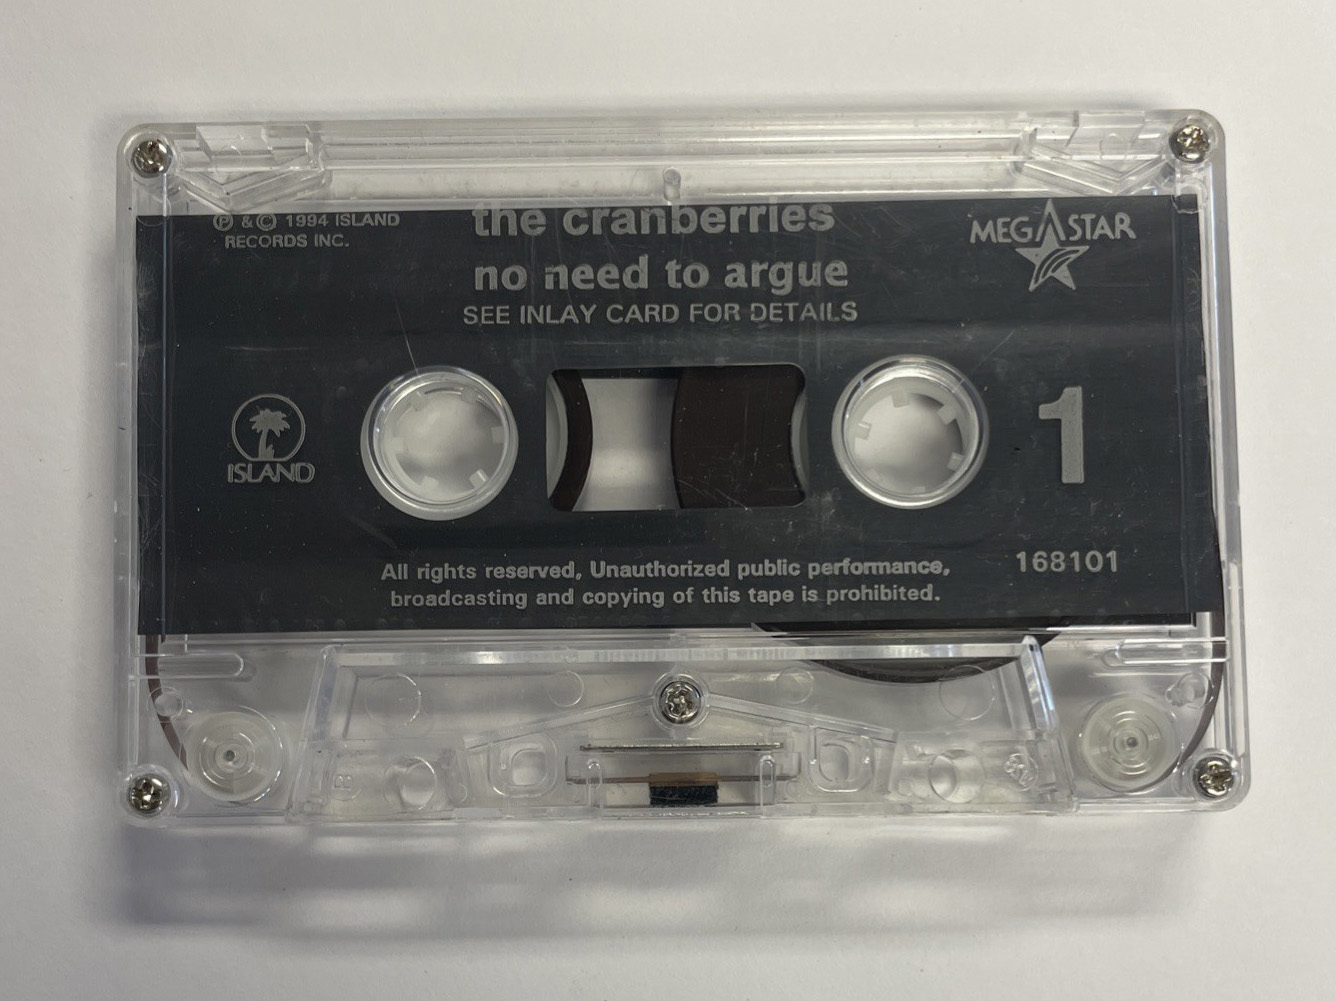 ℗ & © 1994 ISLAND
RECORDS INC.
the cranberries
no need to argue
SEE INLAY CARD FOR DETAILS
MEGASTAR
ISLAND
1
168101
All rights reserved, Unauthorized public performance,
broadcasting and copying of this tape is prohibited.